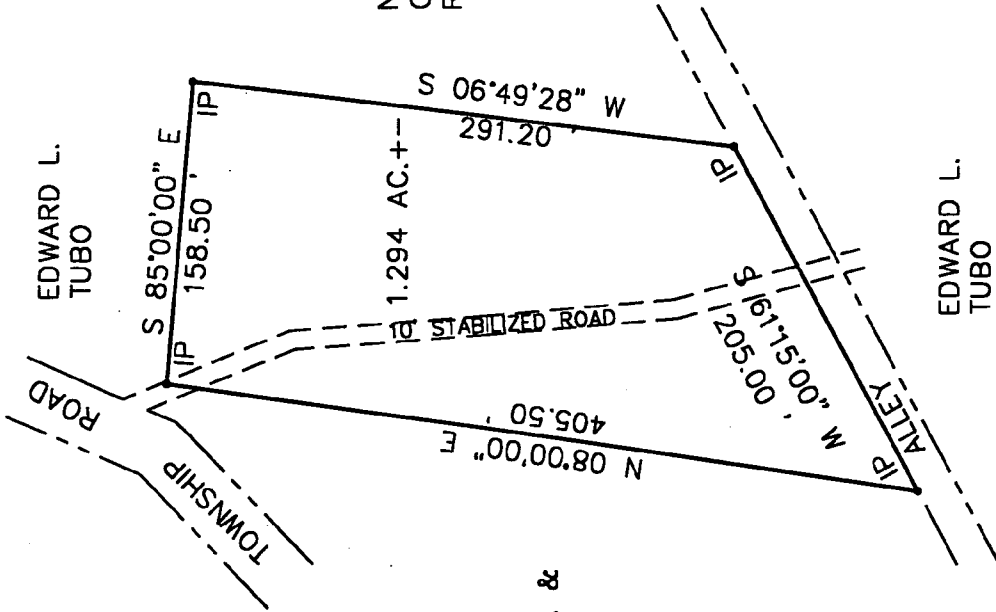 EDWARD L.
TUBO
N
C
R
S 85°00'00" E
158.50 '
IP
IP
S 06°49'28" W
291.20 '
1.294 AC.+-
ROAD
TOWNSHIP
10' STABILIZED ROAD
N 08°00'00" E
405.50 '
S 61°15'00" W
205.00 '
IP
IP
ALLEY
&
EDWARD L.
TUBO